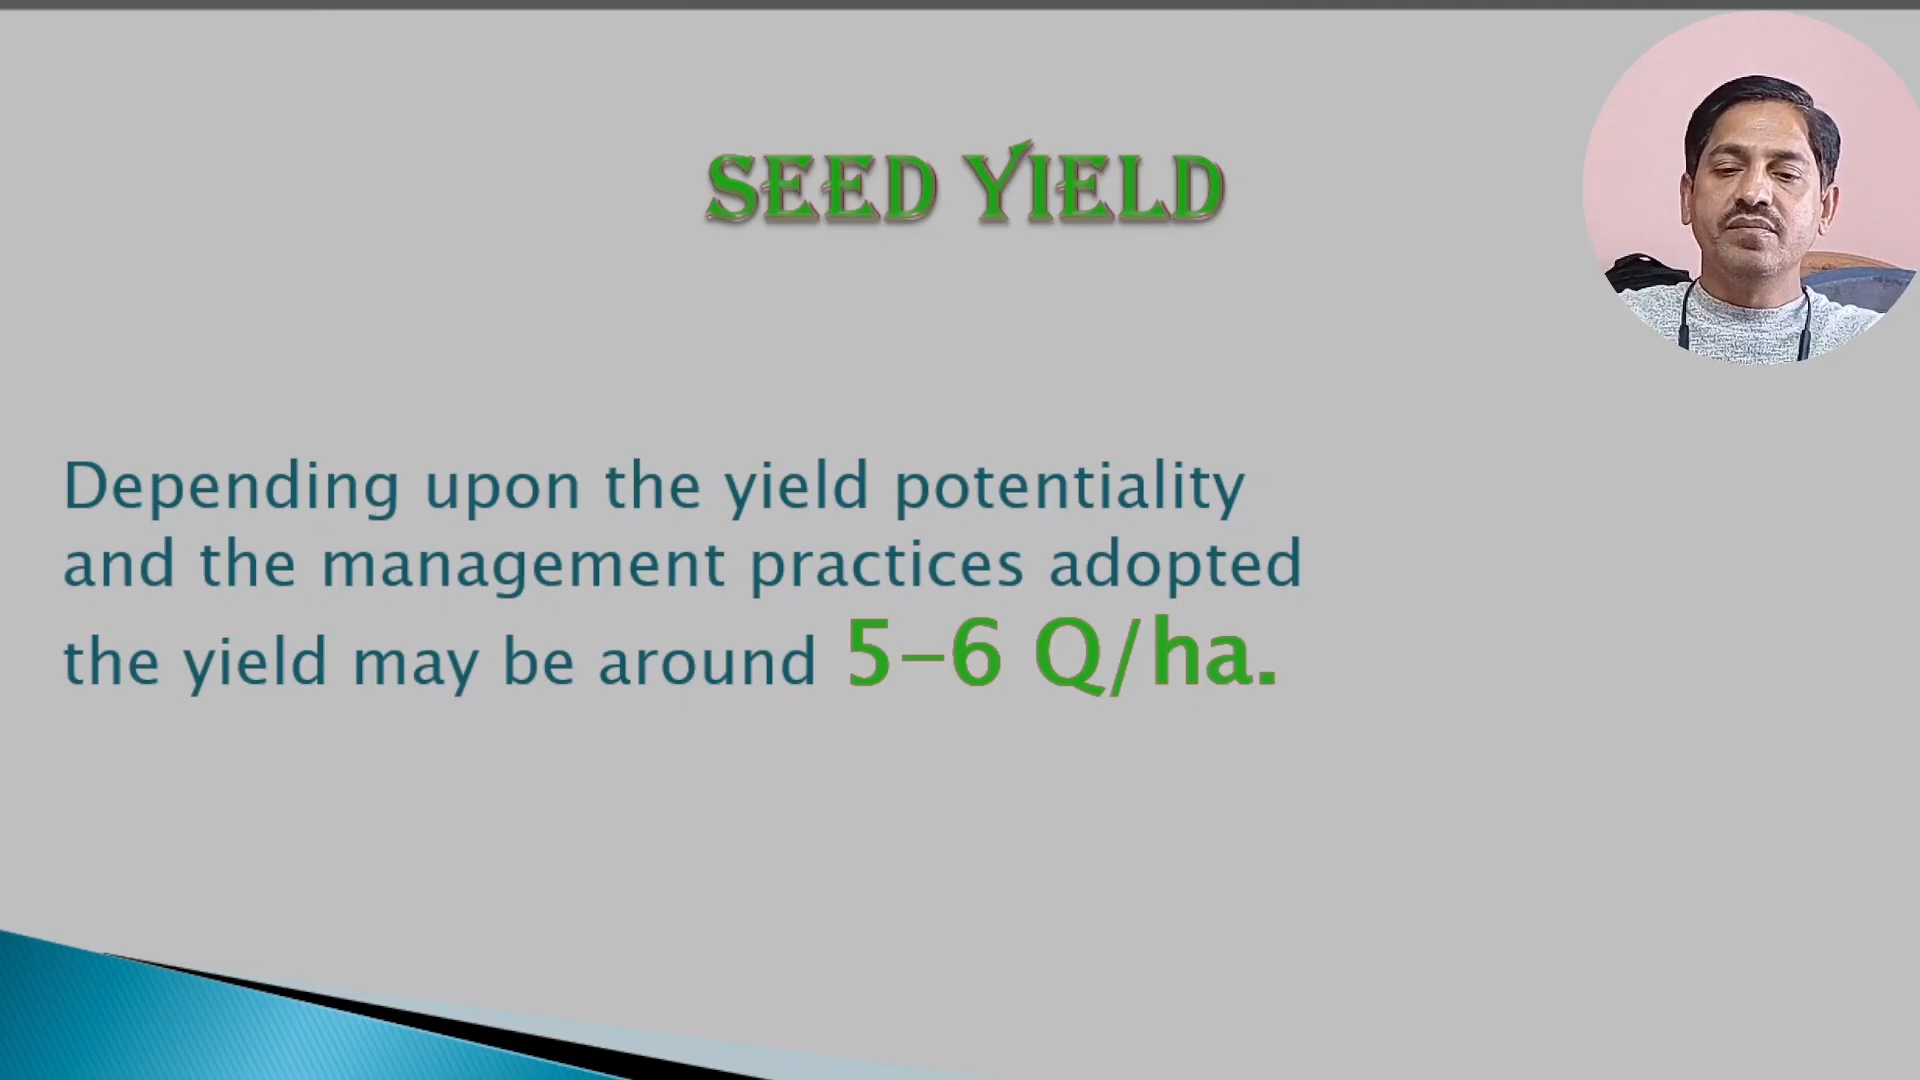 SEED YIELD
Depending upon the yield potentiality
and the management practices adopted
the yield may be around 5-6 Q/ha.